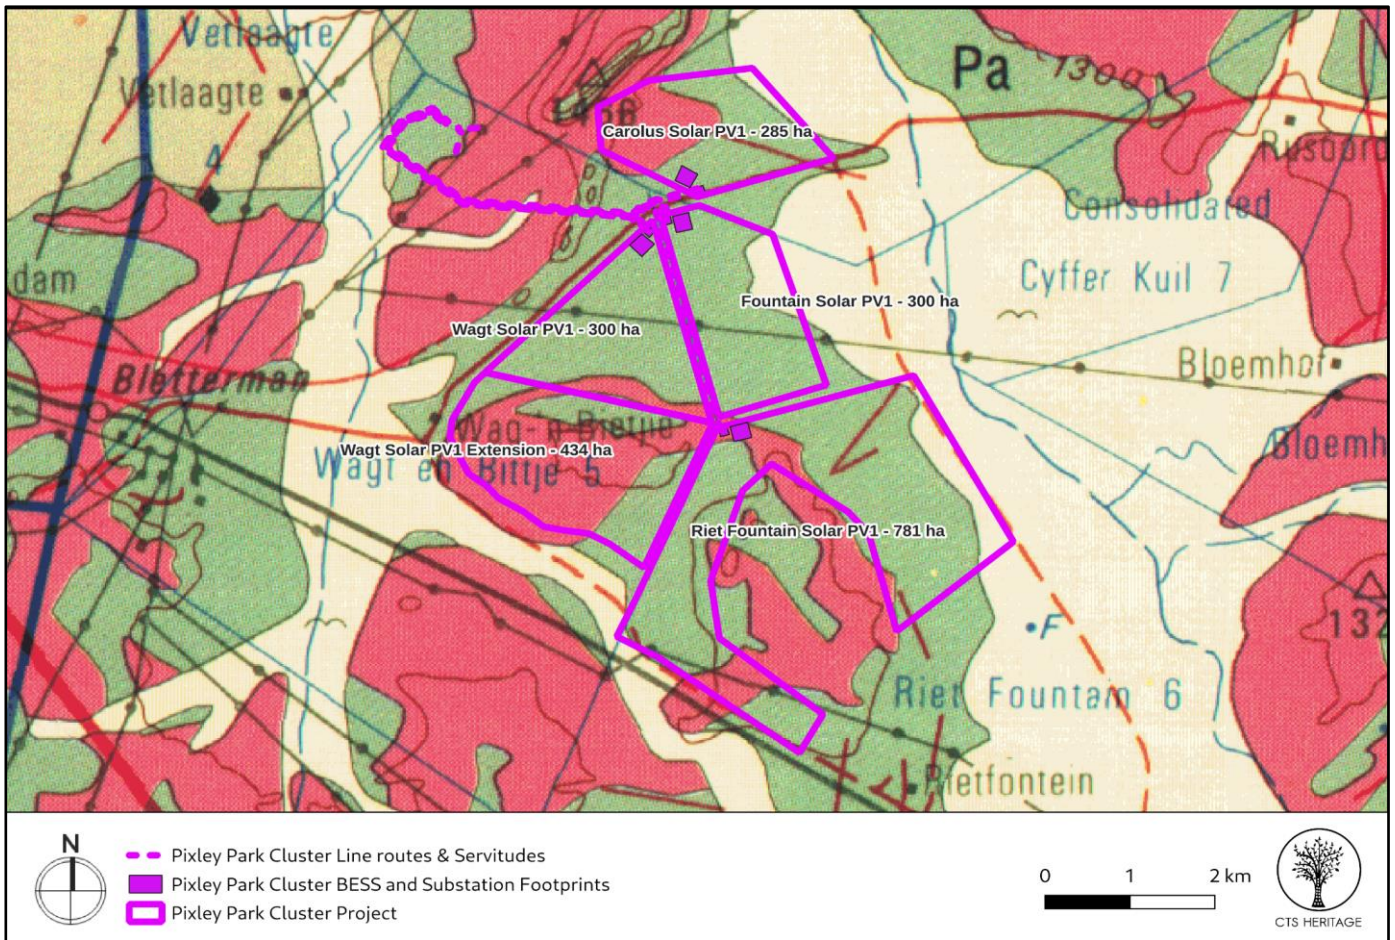 Vetlaagte
Vetlaagte
1456
Pa
1300
Carolus Solar PV1 - 285 ha
4
Consolidated
Cyffer Kuil 7
dam
Fountain Solar PV1 - 300 ha
Wagt Solar PV1 - 300 ha
Bloemhof
Bletterman
Wag-'n-Bietjie
Wagt Solar PV1 Extension - 434 ha
Wagt en Bittje 5
Bloemh
Riet Fountain Solar PV1 - 781 ha
F
132
Riet Fountain 6
Rietfontein
N
Pixley Park Cluster Line routes & Servitudes
Pixley Park Cluster BESS and Substation Footprints
Pixley Park Cluster Project
0 1 2 km
CTS HERITAGE